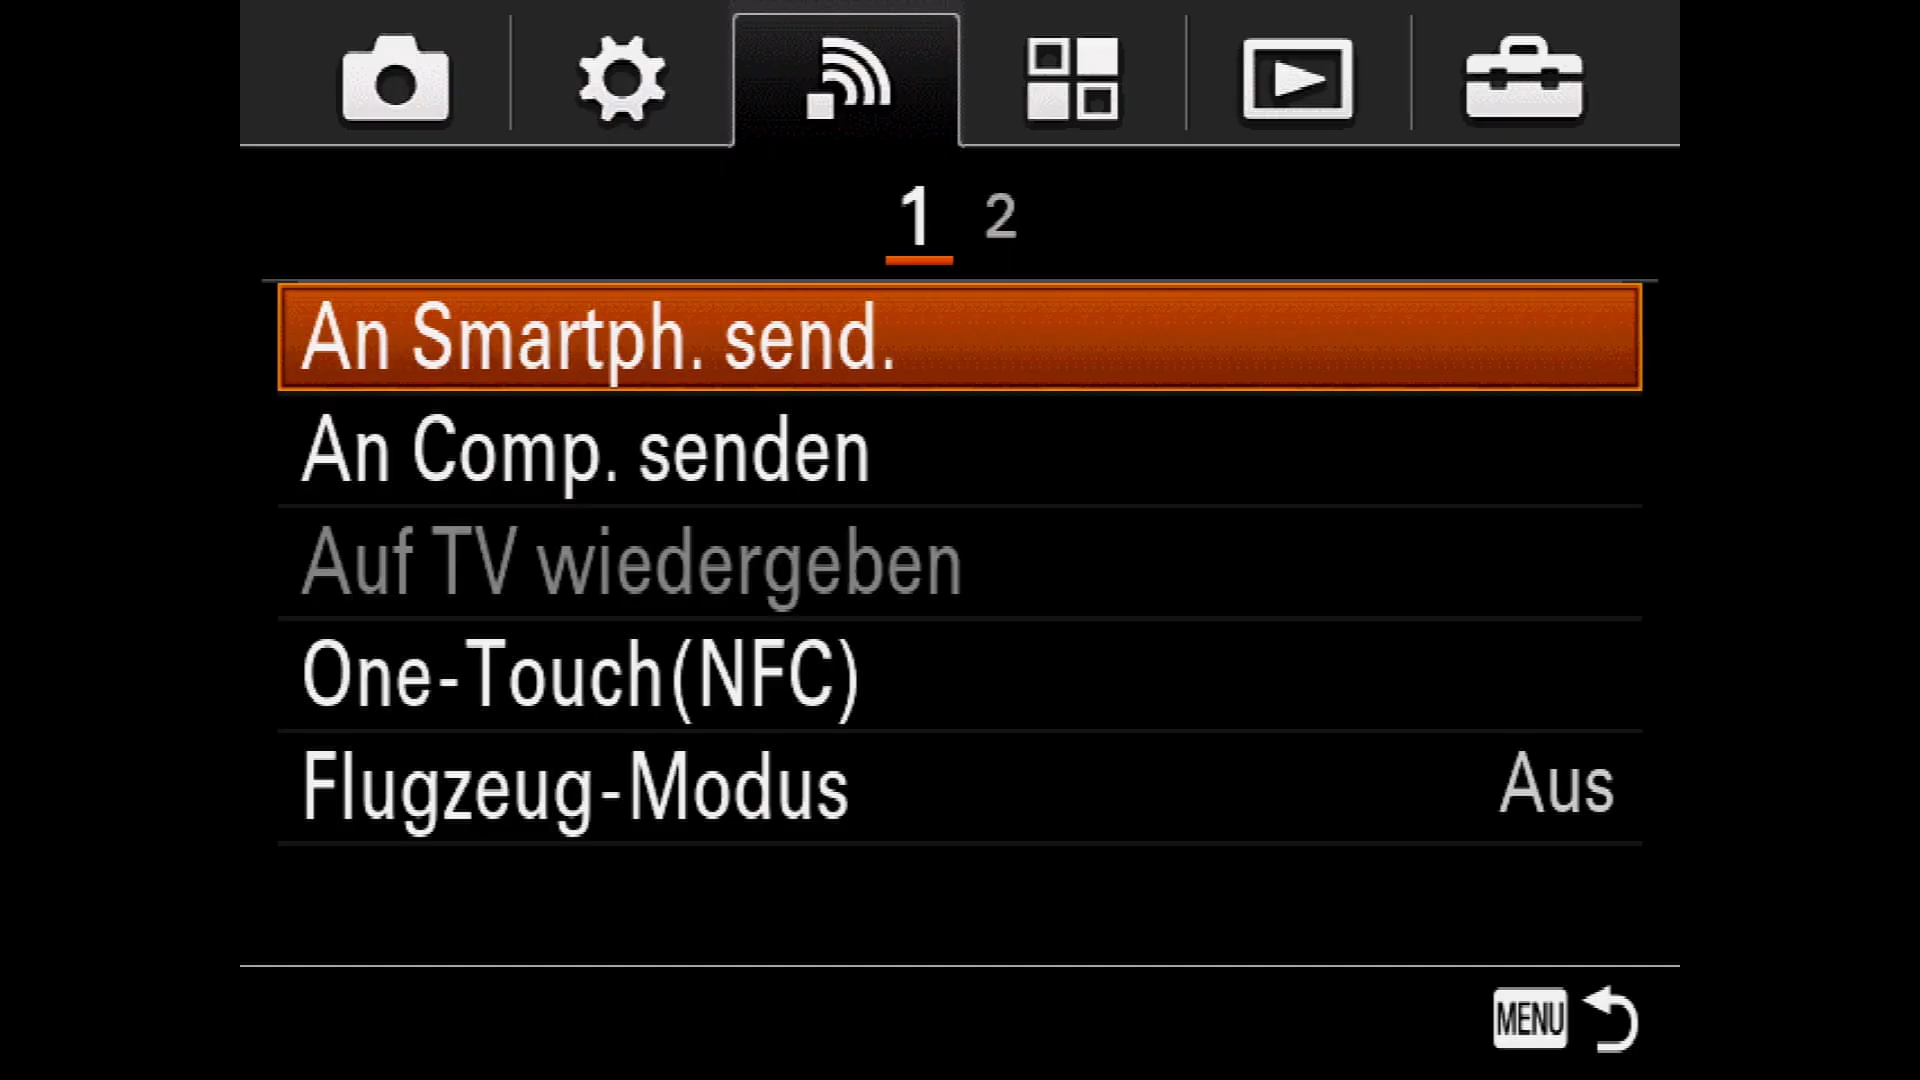 1 2
An Smartph. send.
An Comp. senden
Auf TV wiedergeben
One-Touch(NFC)
Flugzeug-Modus Aus
MENU